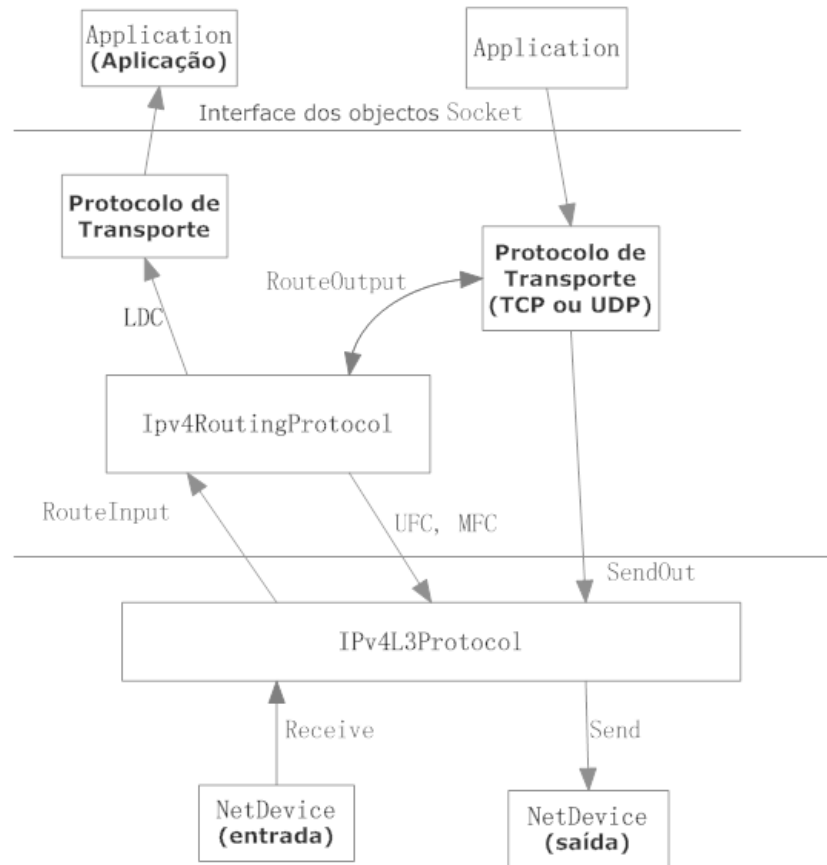 Application
(Aplicação)
Application
Interface dos objectos Socket
Protocolo de
Transporte
Protocolo de
Transporte
(TCP ou UDP)
RouteOutput
LDC
Ipv4RoutingProtocol
RouteInput
UFC, MFC
SendOut
IPv4L3Protocol
Receive
Send
NetDevice
(entrada)
NetDevice
(saída)